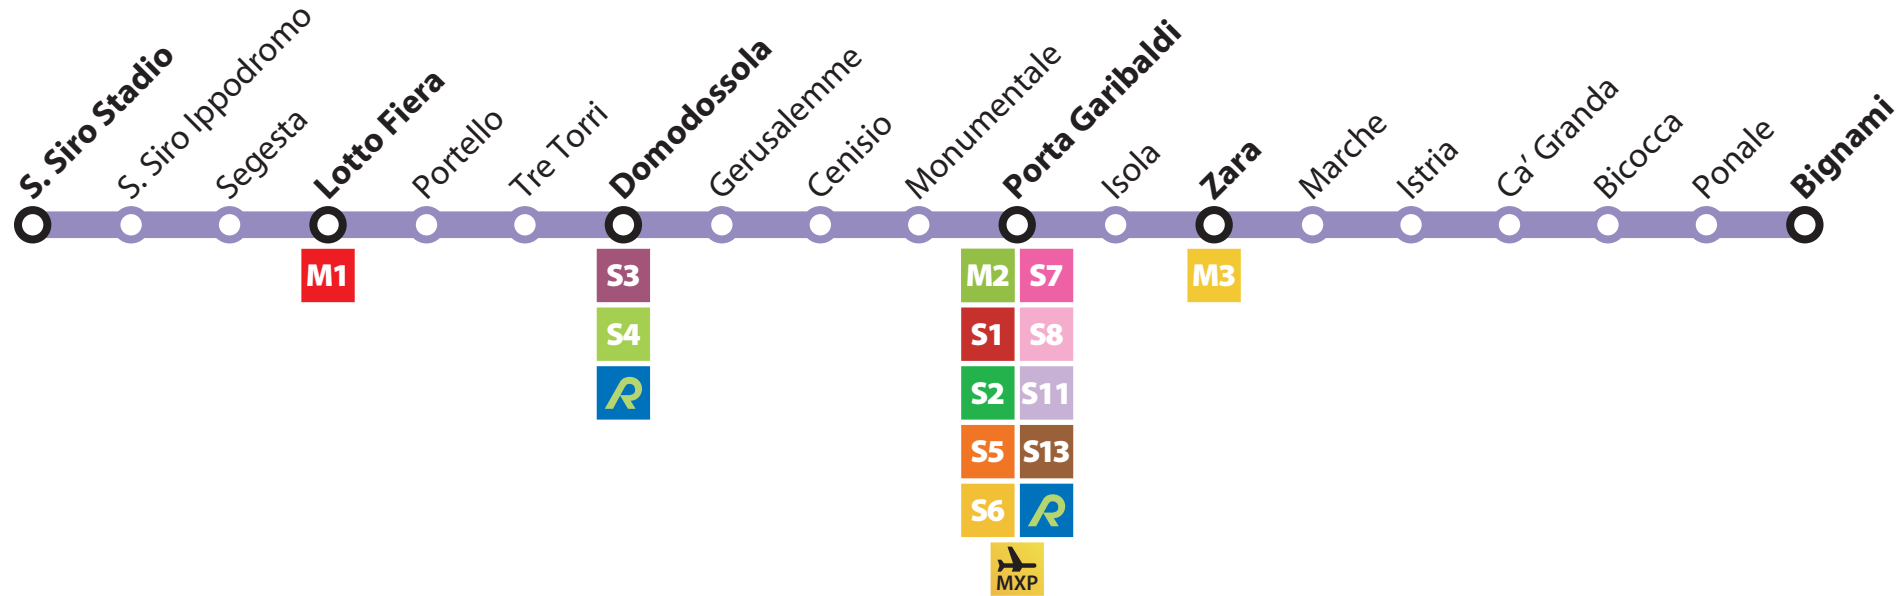 S. Siro Stadio
S. Siro Ippodromo
Segesta
Lotto Fiera
Portello
Tre Torri
Domodossola
Gerusalemme
Cenisio
Monumentale
Porta Garibaldi
Isola
Zara
Marche
Istria
Ca’ Granda
Bicocca
Ponale
Bignami
M1
S3
S4
R
M2 S7
S1 S8
S2 S11
S5 S13
S6 R
MXP
M3